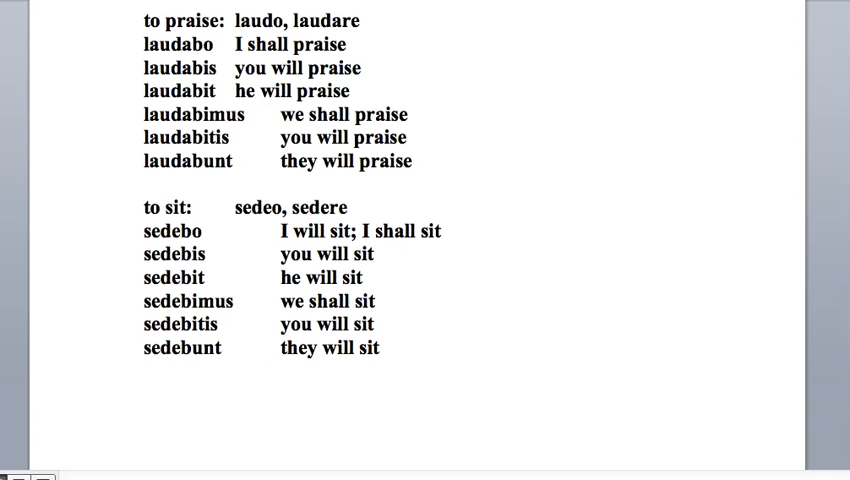 to praise: laudo, laudare
laudabo I shall praise
laudabis you will praise
laudabit he will praise
laudabimus we shall praise
laudabitis you will praise
laudabunt they will praise
to sit: sedeo, sedere
sedebo I will sit; I shall sit
sedebis you will sit
sedebit he will sit
sedebimus we shall sit
sedebitis you will sit
sedebunt they will sit